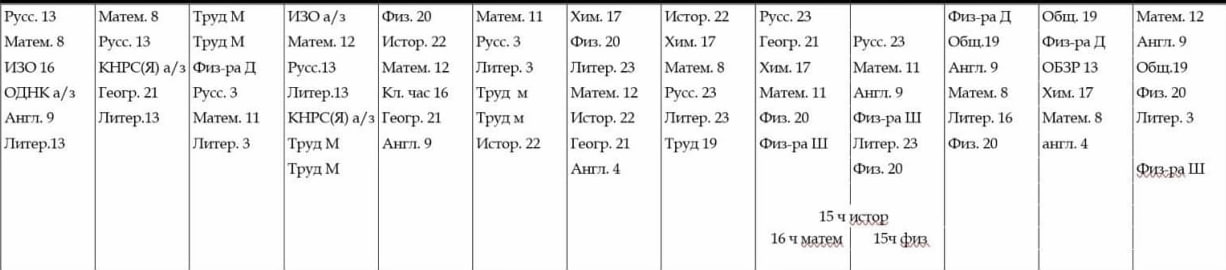 Русс. 13
Матем. 8
ИЗО 16
ОДНК а/з
Англ. 9
Литер.13
Матем. 8
Русс. 13
КНРС(Я) а/з
Геогр. 21
Литер.13
Труд М
Труд М
Физ-ра Д
Русс. 3
Матем. 11
Литер. 3
ИЗО а/з
Матем. 12
Русс.13
Литер.13
КНРС(Я) а/з
Труд М
Труд М
Физ. 20
Истор. 22
Матем. 12
Кл. час 16
Геогр. 21
Англ. 9
Матем. 11
Русс. 3
Литер. 3
Труд м
Труд м
Истор. 22
Хим. 17
Физ. 20
Литер. 23
Матем. 12
Истор. 22
Геогр. 21
Англ. 4
Истор. 22
Хим. 17
Матем. 8
Русс. 23
Литер. 23
Труд 19
Русс. 23
Геогр. 21
Хим. 17
Матем. 11
Физ. 20
Физ-ра Ш
Русс. 23
Матем. 11
Англ. 9
Физ-ра Ш
Литер. 23
Физ. 20
15 ч истор
16 ч матем
15ч физ
Физ-ра Д
Общ.19
Англ. 9
Матем. 8
Литер. 16
Физ. 20
Общ. 19
Физ-ра Д
ОБЗР 13
Хим. 17
Матем. 8
англ. 4
Матем. 12
Англ. 9
Общ.19
Физ. 20
Литер. 3
Физ-ра Ш